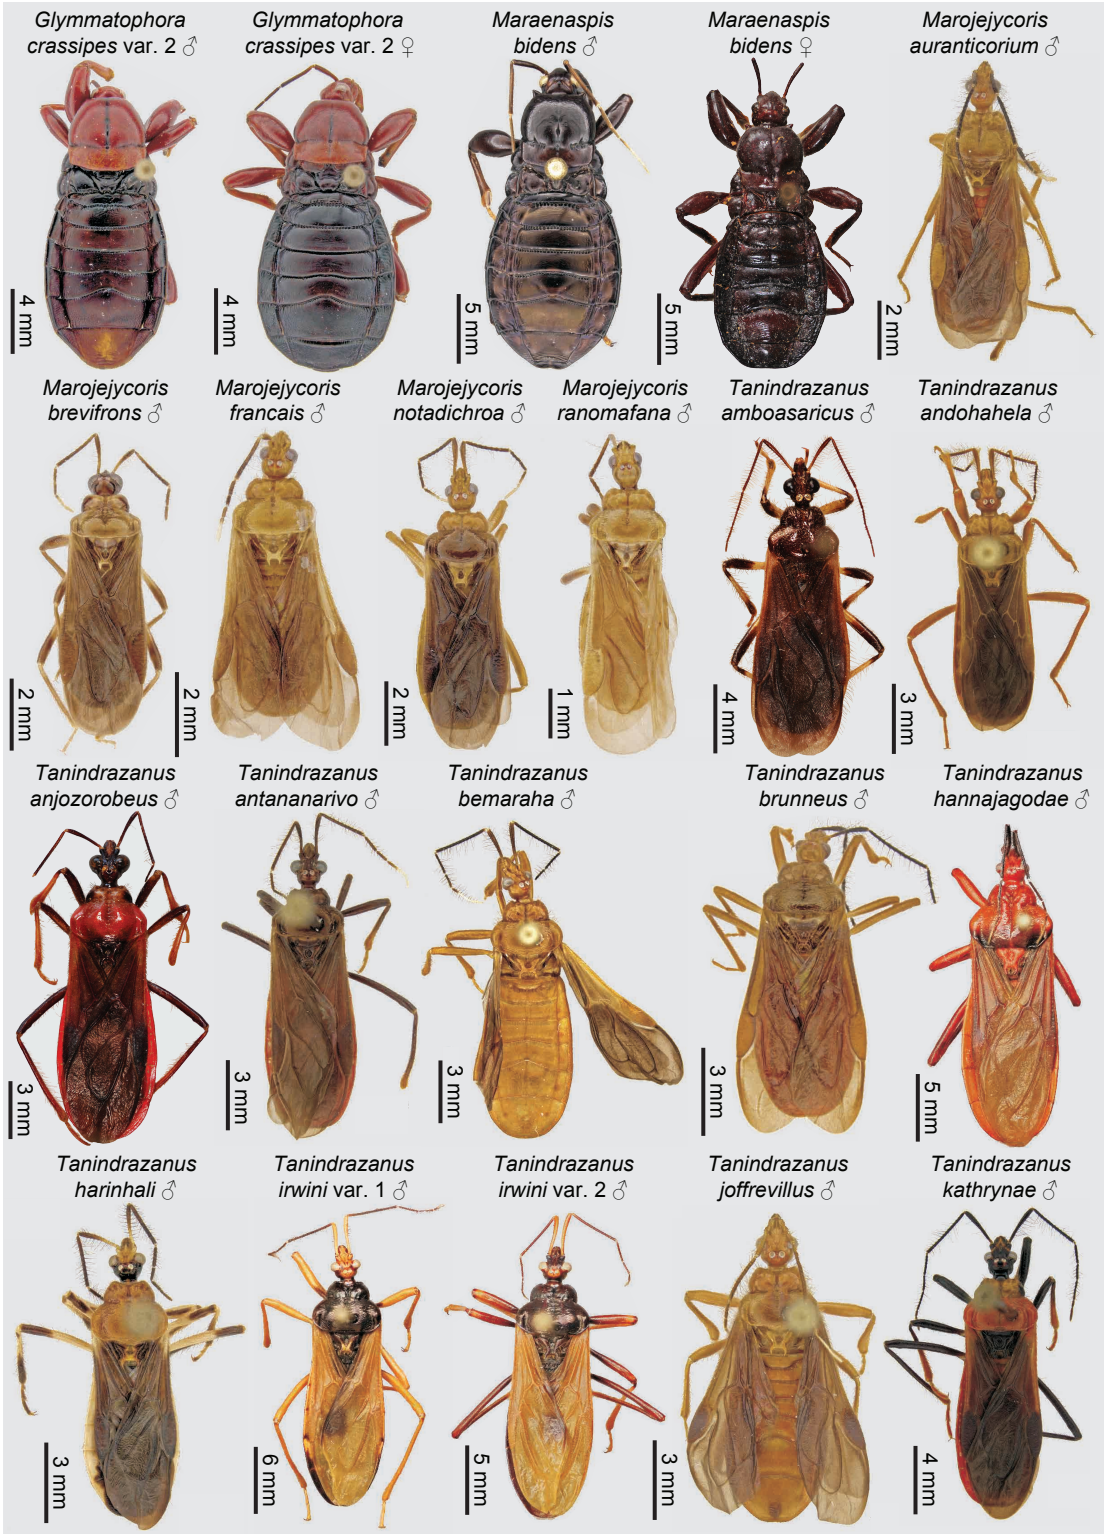 Glymmatophora
crassipes var. 2 ♂
Glymmatophora
crassipes var. 2 ♀
Maraenaspis
bidens ♂
Maraenaspis
bidens ♀
Marojejycoris
auranticorium ♂
4 mm
4 mm
5 mm
5 mm
2 mm
Marojejycoris
brevifrons ♂
Marojejycoris
francais ♂
Marojejycoris
notadichroa ♂
Marojejycoris
ranomafana ♂
Tanindrazanus
amboasaricus ♂
Tanindrazanus
andohahela ♂
2 mm
2 mm
2 mm
1 mm
4 mm
3 mm
Tanindrazanus
anjozorobeus ♂
Tanindrazanus
antananarivo ♂
Tanindrazanus
bemaraha ♂
Tanindrazanus
brunneus ♂
Tanindrazanus
hannajagodae ♂
3 mm
3 mm
3 mm
3 mm
5 mm
Tanindrazanus
harinhali ♂
Tanindrazanus
irwini var. 1 ♂
Tanindrazanus
irwini var. 2 ♂
Tanindrazanus
joffrevillus ♂
Tanindrazanus
kathrynae ♂
3 mm
6 mm
5 mm
3 mm
4 mm